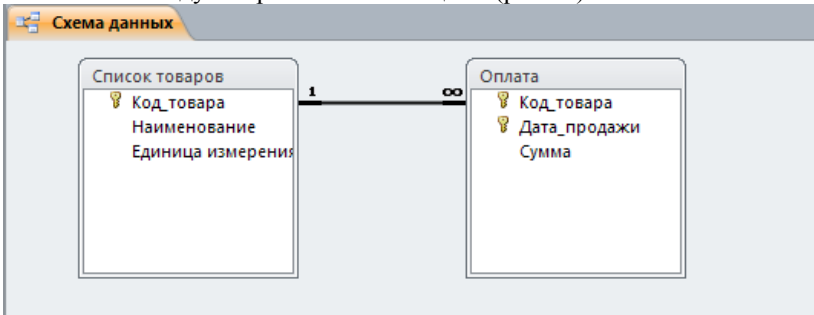 Схема данных
Список товаров
Код_товара
Наименование
Единица измерения
1
∞
Оплата
Код_товара
Дата_продажи
Сумма